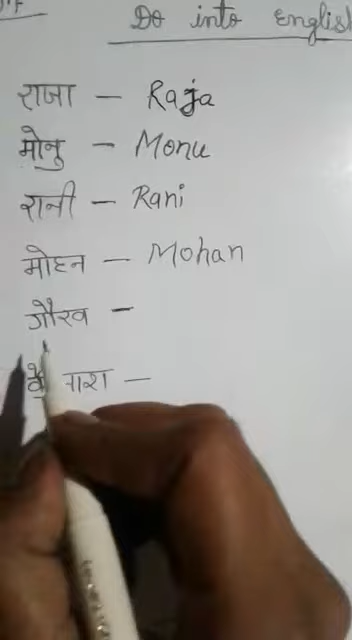 Do into English
राजा – Raja
मोनु – Monu
रानी – Rani
मोहन – Mohan
गौरव –